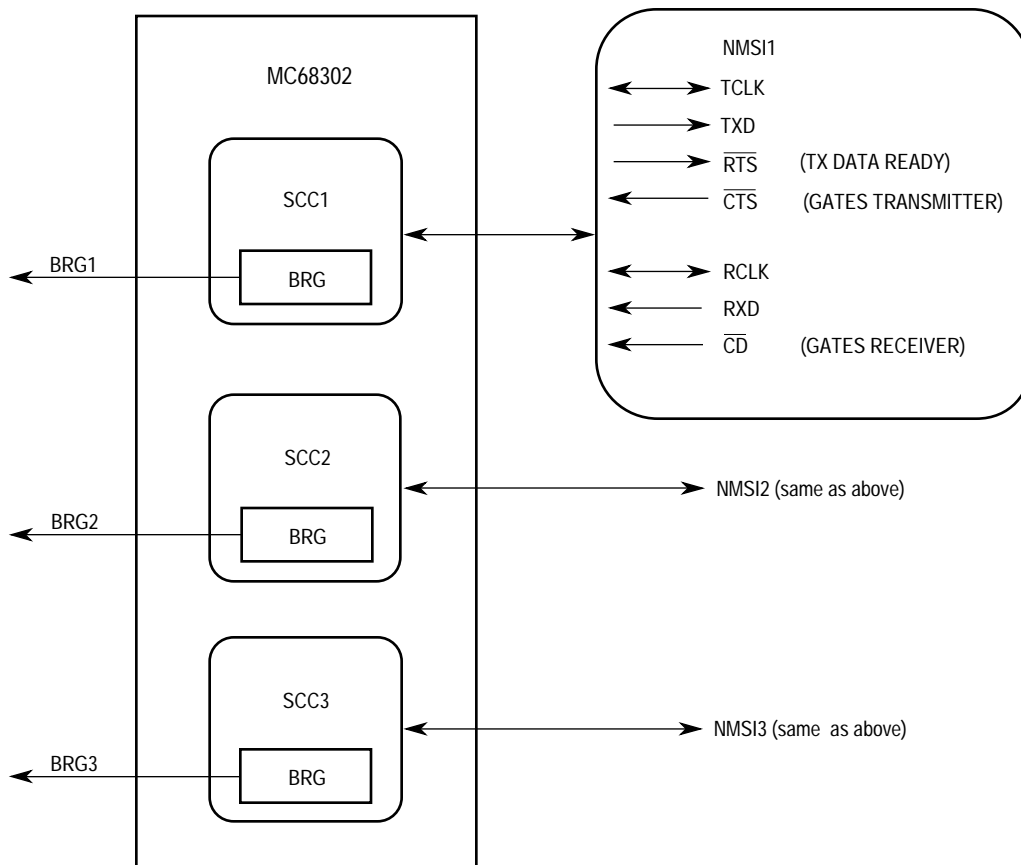 MC68302
SCC1
BRG
BRG1
NMSI1
TCLK
TXD
RTS (TX DATA READY)
CTS (GATES TRANSMITTER)
RCLK
RXD
CD (GATES RECEIVER)
SCC2
BRG
BRG2
NMSI2 (same as above)
SCC3
BRG
BRG3
NMSI3 (same as above)